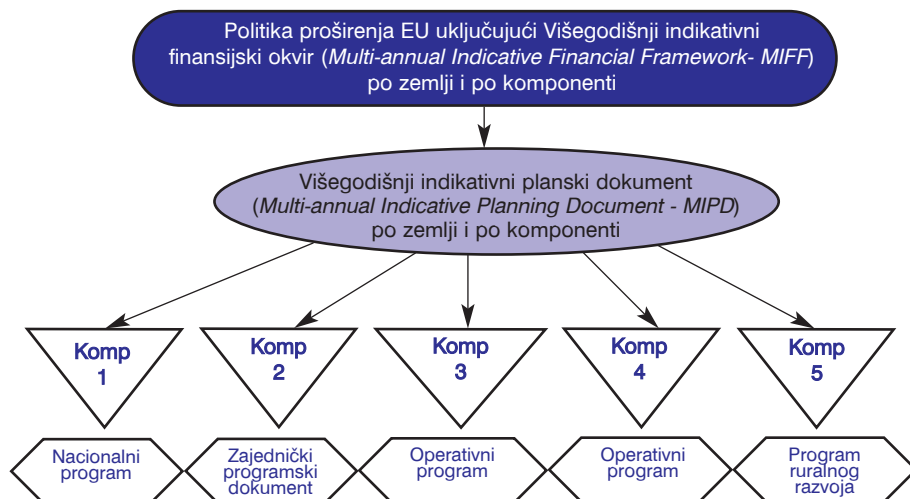 Politika proširenja EU uključujući Višegodišnji indikativni
finansijski okvir (Multi-annual Indicative Financial Framework- MIFF)
po zemlji i po komponenti
Višegodišnji indikativni planski dokument
(Multi-annual Indicative Planning Document - MIPD)
po zemlji i po komponenti
Komp
1
Komp
2
Komp
3
Komp
4
Komp
5
Nacionalni
program
Zajednički
programski
dokument
Operativni
program
Operativni
program
Program
ruralnog
razvoja